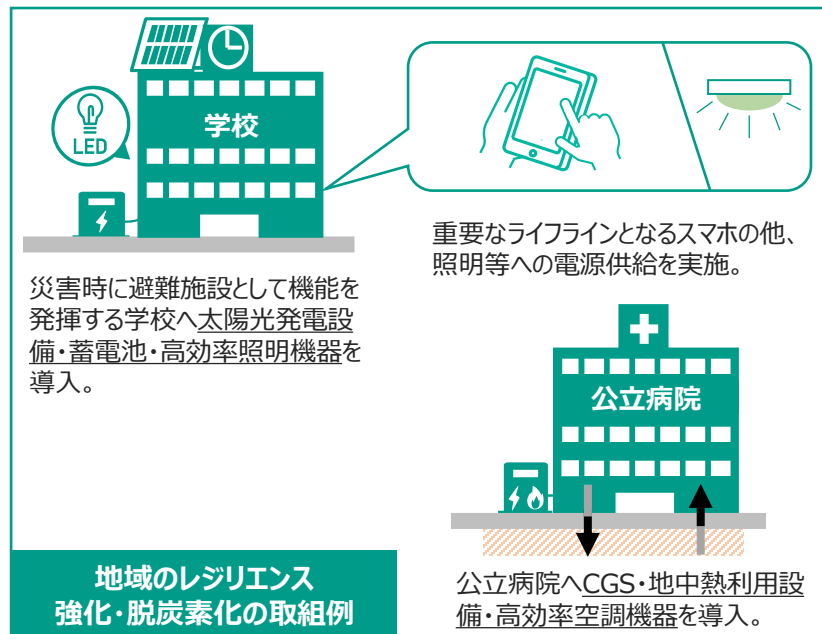 学校
LED
重要なライフラインとなるスマホの他、
照明等への電源供給を実施。
災害時に避難施設として機能を
発揮する学校へ太陽光発電設
備・蓄電池・高効率照明機器を
導入。
公立病院
公立病院へCGS・地中熱利用設
備・高効率空調機器を導入。
地域のレジリエンス
強化・脱炭素化の取組例